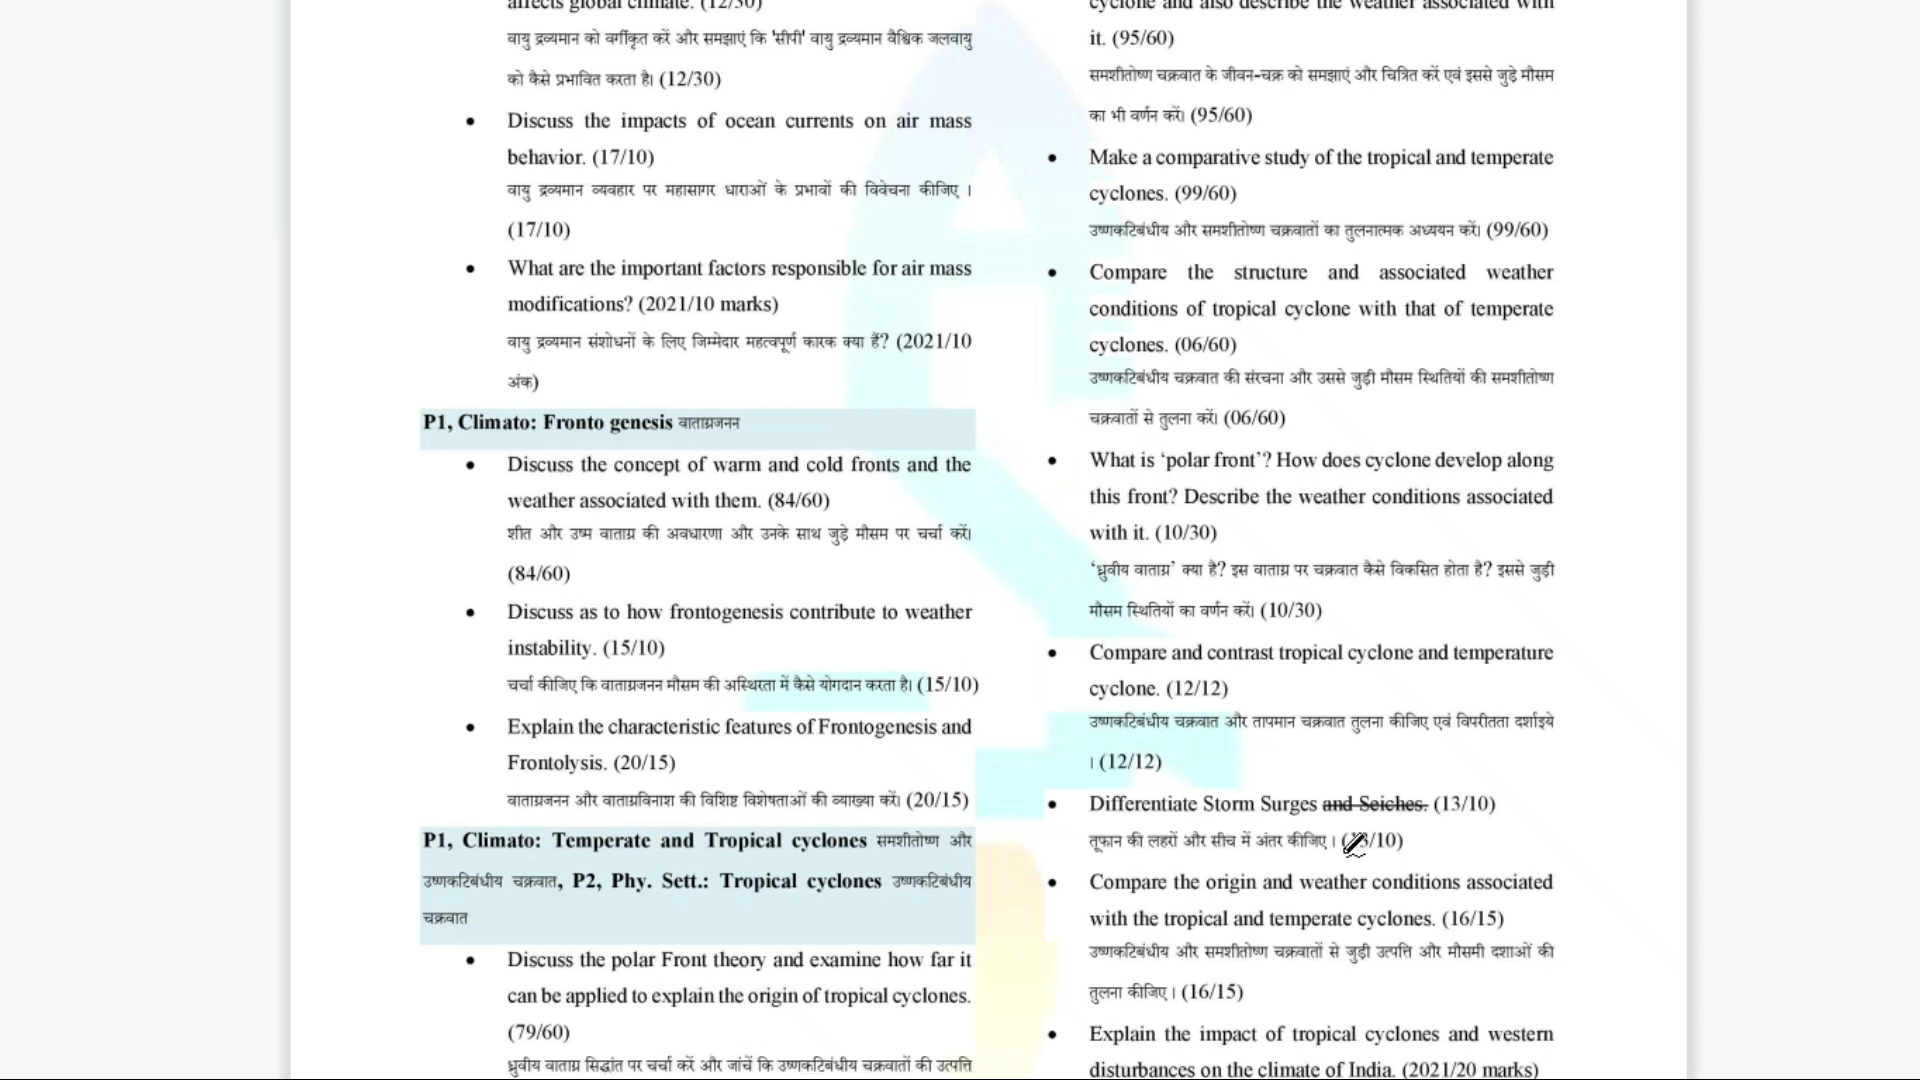 affects global climate. (12/30)
वायु द्रव्यमान को वर्गीकृत करें और समझाएं कि 'सीपी' वायु द्रव्यमान वैश्विक जलवायु
को कैसे प्रभावित करता है। (12/30)
• Discuss the impacts of ocean currents on air mass
behavior. (17/10)
वायु द्रव्यमान व्यवहार पर महासागर धाराओं के प्रभावों की विवेचना कीजिए ।
(17/10)
• What are the important factors responsible for air mass
modifications? (2021/10 marks)
वायु द्रव्यमान संशोधनों के लिए जिम्मेदार महत्वपूर्ण कारक क्या हैं? (2021/10
अंक)
P1, Climato: Fronto genesis वाताग्रजनन
• Discuss the concept of warm and cold fronts and the
weather associated with them. (84/60)
शीत और उष्म वाताग्र की अवधारणा और उनके साथ जुड़े मौसम पर चर्चा करें।
(84/60)
• Discuss as to how frontogenesis contribute to weather
instability. (15/10)
चर्चा कीजिए कि वाताग्रजनन मौसम की अस्थिरता में कैसे योगदान करता है। (15/10)
• Explain the characteristic features of Frontogenesis and
Frontolysis. (20/15)
वाताग्रजनन और वाताग्रविनाश की विशिष्ट विशेषताओं की व्याख्या करें। (20/15)
P1, Climato: Temperate and Tropical cyclones समशीतोष्ण और
उष्णकटिबंधीय चक्रवात, P2, Phy. Sett.: Tropical cyclones उष्णकटिबंधीय
चक्रवात
• Discuss the polar Front theory and examine how far it
can be applied to explain the origin of tropical cyclones.
(79/60)
ध्रुवीय वाताग्र सिद्धांत पर चर्चा करें और जांचें कि उष्णकटिबंधीय चक्रवातों की उत्पत्ति
cyclone and also describe the weather associated with
it. (95/60)
समशीतोष्ण चक्रवात के जीवन-चक्र को समझाएं और चित्रित करें एवं इससे जुड़े मौसम
का भी वर्णन करें। (95/60)
• Make a comparative study of the tropical and temperate
cyclones. (99/60)
उष्णकटिबंधीय और समशीतोष्ण चक्रवातों का तुलनात्मक अध्ययन करें। (99/60)
• Compare the structure and associated weather
conditions of tropical cyclone with that of temperate
cyclones. (06/60)
उष्णकटिबंधीय चक्रवात की संरचना और उससे जुड़ी मौसम स्थितियों की समशीतोष्ण
चक्रवातों से तुलना करें। (06/60)
• What is ‘polar front’? How does cyclone develop along
this front? Describe the weather conditions associated
with it. (10/30)
‘ध्रुवीय वाताग्र’ क्या है? इस वाताग्र पर चक्रवात कैसे विकसित होता है? इससे जुड़ी
मौसम स्थितियों का वर्णन करें। (10/30)
• Compare and contrast tropical cyclone and temperature
cyclone. (12/12)
उष्णकटिबंधीय चक्रवात और तापमान चक्रवात तुलना कीजिए एवं विपरीतता दर्शाइये
। (12/12)
• Differentiate Storm Surges and Seiches. (13/10)
तूफान की लहरों और सीच में अंतर कीजिए । (13/10)
• Compare the origin and weather conditions associated
with the tropical and temperate cyclones. (16/15)
उष्णकटिबंधीय और समशीतोष्ण चक्रवातों से जुड़ी उत्पत्ति और मौसमी दशाओं की
तुलना कीजिए । (16/15)
• Explain the impact of tropical cyclones and western
disturbances on the climate of India. (2021/20 marks)